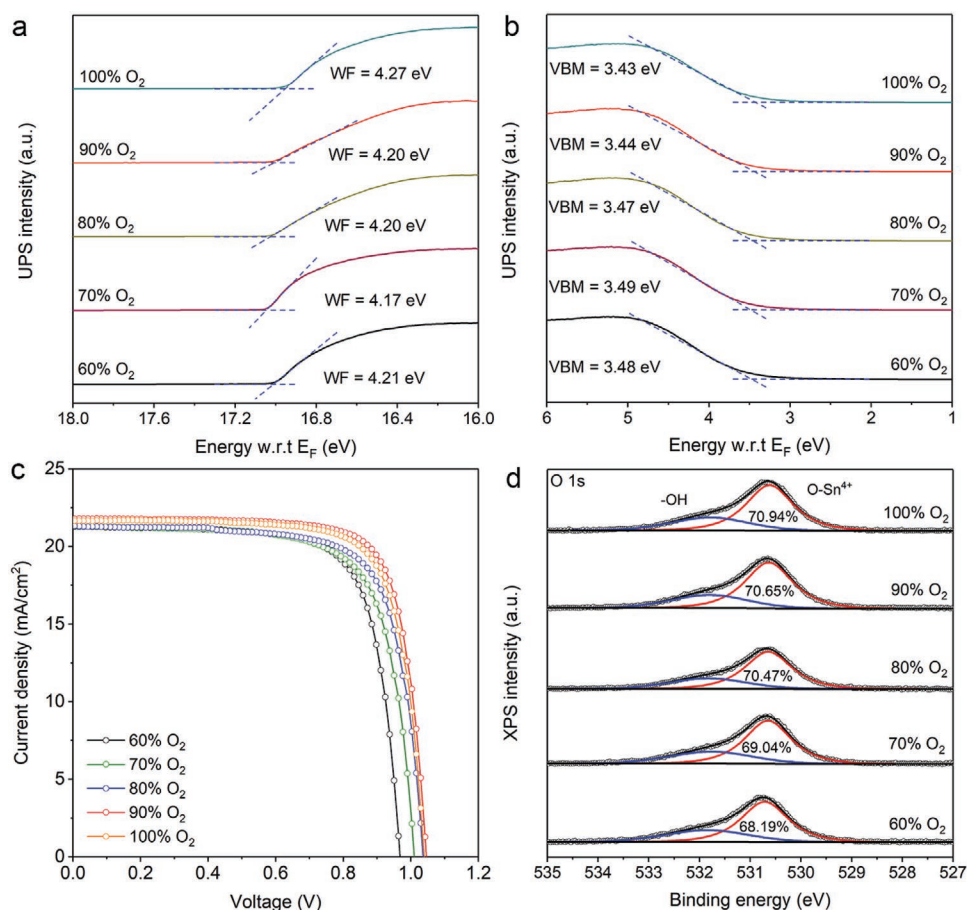 a
100% O₂
WF = 4.27 eV
90% O₂
WF = 4.20 eV
80% O₂
WF = 4.20 eV
70% O₂
WF = 4.17 eV
60% O₂
WF = 4.21 eV
UPS intensity (a.u.)
18.0 17.6 17.2 16.8 16.4 16.0
Energy w.r.t E_F (eV)
b
VBM = 3.43 eV
100% O₂
VBM = 3.44 eV
90% O₂
VBM = 3.47 eV
80% O₂
VBM = 3.49 eV
70% O₂
VBM = 3.48 eV
60% O₂
UPS intensity (a.u.)
6 5 4 3 2 1
Energy w.r.t E_F (eV)
c
25
20
15
10
5
0
Current density (mA/cm²)
60% O₂
70% O₂
80% O₂
90% O₂
100% O₂
0.0 0.2 0.4 0.6 0.8 1.0 1.2
Voltage (V)
d
O 1s
-OH
O-Sn⁴⁺
70.94%
100% O₂
70.65%
90% O₂
70.47%
80% O₂
69.04%
70% O₂
68.19%
60% O₂
XPS intensity (a.u.)
535 534 533 532 531 530 529 528 527
Binding energy (eV)